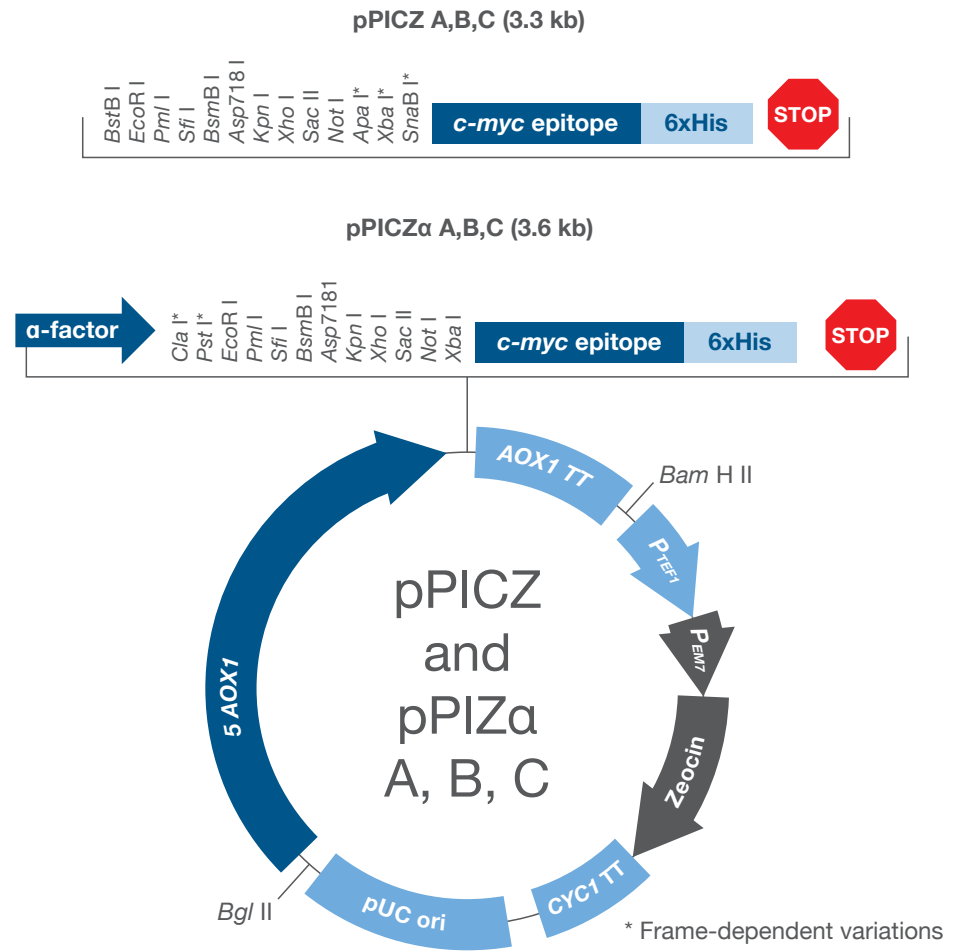 pPICZ A,B,C (3.3 kb)
BstB I
EcoR I
Pml I
Sfi I
BsmB I
Asp718 I
Kpn I
Xho I
Sac II
Not I
Apa I*
Xba I*
SnaB I*
c-myc epitope
6xHis
STOP
pPICZα A,B,C (3.6 kb)
α-factor
Cla I*
Pst I*
EcoR I
Pml I
Sfi I
BsmB I
Asp7181
Kpn I
Xho I
Sac II
Not I
Xba I
c-myc epitope
6xHis
STOP
AOX1 TT
Bam H II
PTEF1
PEM7
Zeocin
CYC1 TT
pUC ori
Bgl II
5 AOX1
pPICZ
and
pPIZα
A, B, C
* Frame-dependent variations